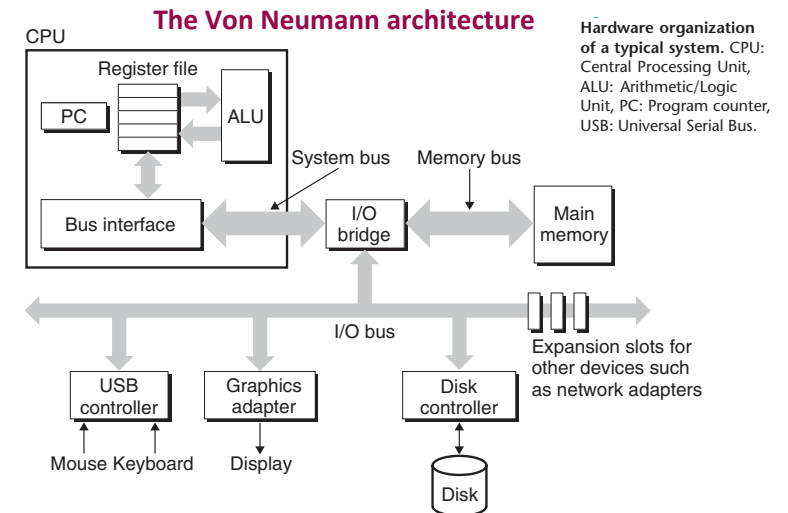 The Von Neumann architecture
Hardware organization
of a typical system. CPU:
Central Processing Unit,
ALU: Arithmetic/Logic
Unit, PC: Program counter,
USB: Universal Serial Bus.
CPU
Register file
PC
ALU
System bus
Memory bus
Bus interface
I/O
bridge
Main
memory
I/O bus
Expansion slots for
other devices such
as network adapters
USB
controller
Graphics
adapter
Disk
controller
Mouse Keyboard
Display
Disk